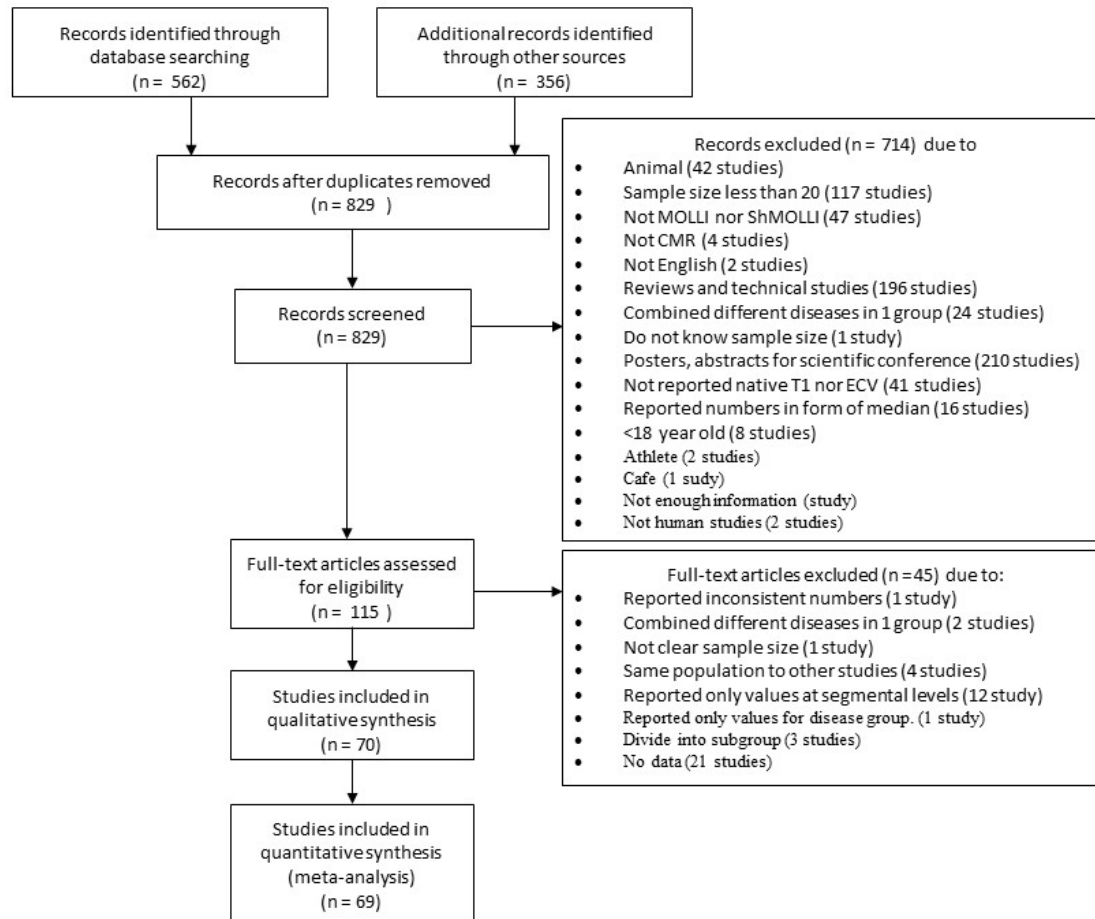 Records identified through
database searching
(n = 562)
Additional records identified
through other sources
(n = 356)
Records after duplicates removed
(n = 829 )
Records screened
(n = 829)
Records excluded (n = 714) due to
• Animal (42 studies)
• Sample size less than 20 (117 studies)
• Not MOLLI nor ShMOLLI (47 studies)
• Not CMR (4 studies)
• Not English (2 studies)
• Reviews and technical studies (196 studies)
• Combined different diseases in 1 group (24 studies)
• Do not know sample size (1 study)
• Posters, abstracts for scientific conference (210 studies)
• Not reported native T1 nor ECV (41 studies)
• Reported numbers in form of median (16 studies)
• <18 year old (8 studies)
• Athlete (2 studies)
• Cafe (1 sudy)
• Not enough information (study)
• Not human studies (2 studies)
Full-text articles assessed
for eligibility
(n = 115 )
Full-text articles excluded (n =45) due to:
• Reported inconsistent numbers (1 study)
• Combined different diseases in 1 group (2 studies)
• Not clear sample size (1 study)
• Same population to other studies (4 studies)
• Reported only values at segmental levels (12 study)
• Reported only values for disease group. (1 study)
• Divide into subgroup (3 studies)
• No data (21 studies)
Studies included in
qualitative synthesis
(n = 70)
Studies included in
quantitative synthesis
(meta-analysis)
(n = 69)